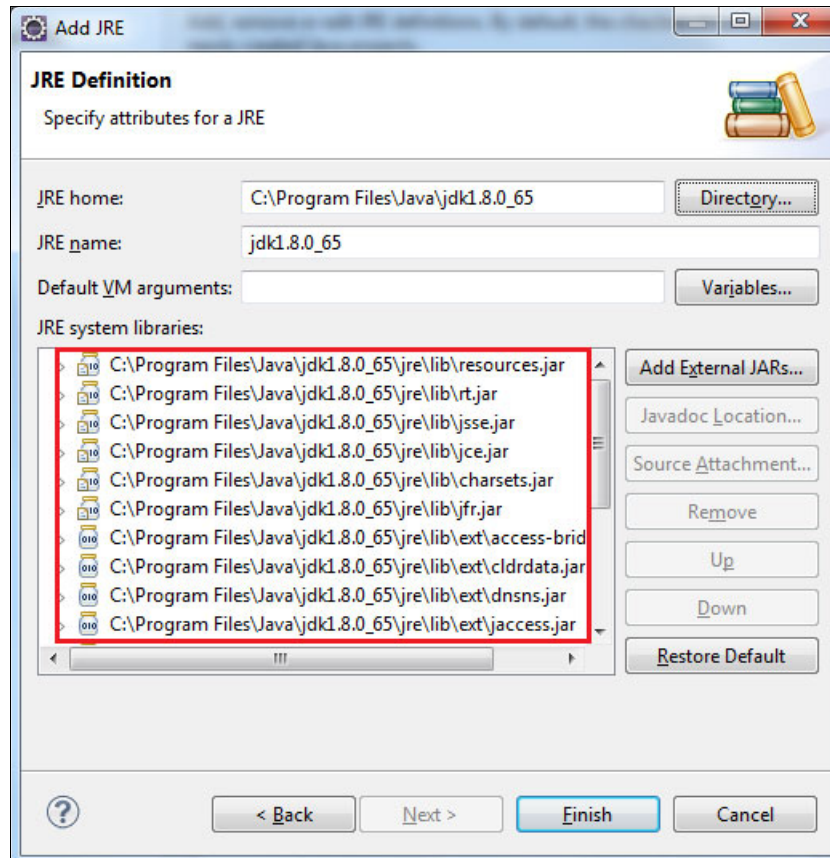 Add JRE
JRE Definition
Specify attributes for a JRE
JRE home: C:\Program Files\Java\jdk1.8.0_65 Directory...
JRE name: jdk1.8.0_65
Default VM arguments: Variables...
JRE system libraries:
C:\Program Files\Java\jdk1.8.0_65\jre\lib\resources.jar
C:\Program Files\Java\jdk1.8.0_65\jre\lib\rt.jar
C:\Program Files\Java\jdk1.8.0_65\jre\lib\jsse.jar
C:\Program Files\Java\jdk1.8.0_65\jre\lib\jce.jar
C:\Program Files\Java\jdk1.8.0_65\jre\lib\charsets.jar
C:\Program Files\Java\jdk1.8.0_65\jre\lib\jfr.jar
C:\Program Files\Java\jdk1.8.0_65\jre\lib\ext\access-brid
C:\Program Files\Java\jdk1.8.0_65\jre\lib\ext\cldrdata.jar
C:\Program Files\Java\jdk1.8.0_65\jre\lib\ext\dnsns.jar
C:\Program Files\Java\jdk1.8.0_65\jre\lib\ext\jaccess.jar
Add External JARs...
Javadoc Location...
Source Attachment...
Remove
Up
Down
Restore Default
< Back Next > Finish Cancel